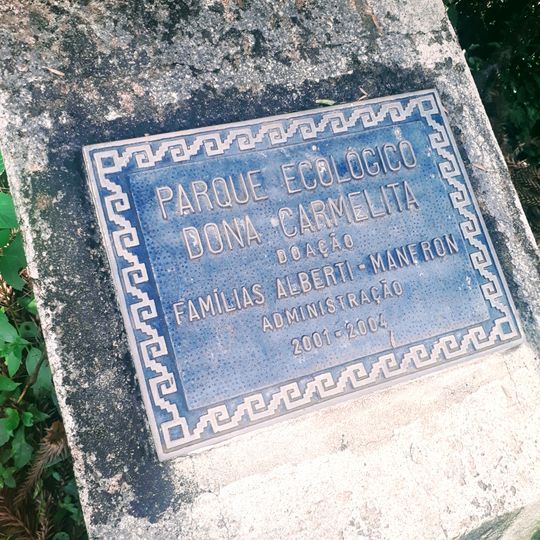 PARQUE ECOLÓGICO
DONA CARMELITA
DOAÇÃO
FAMÍLIAS ALBERTI - MANFRON
ADMINISTRAÇÃO
2001 - 2004